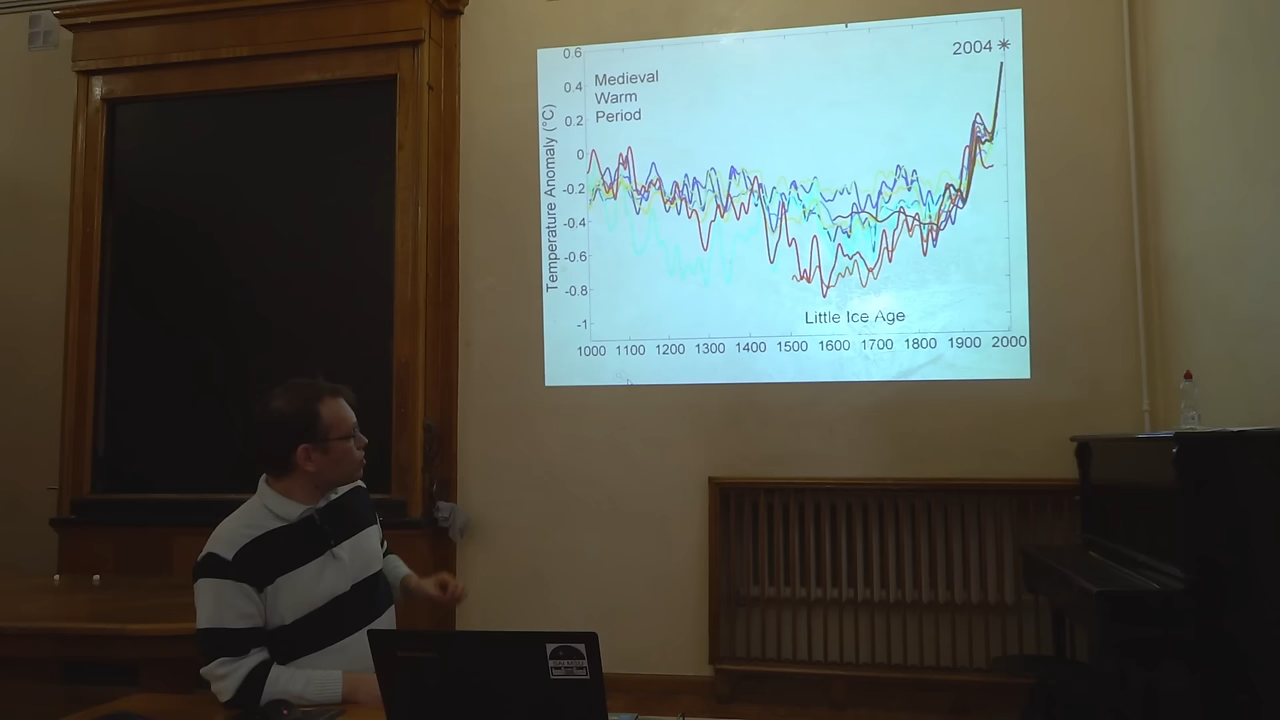 0.6
0.4
0.2
0
-0.2
-0.4
-0.6
-0.8
-1
Temperature Anomaly (°C)
Medieval
Warm
Period
2004 *
Little Ice Age
1000 1100 1200 1300 1400 1500 1600 1700 1800 1900 2000